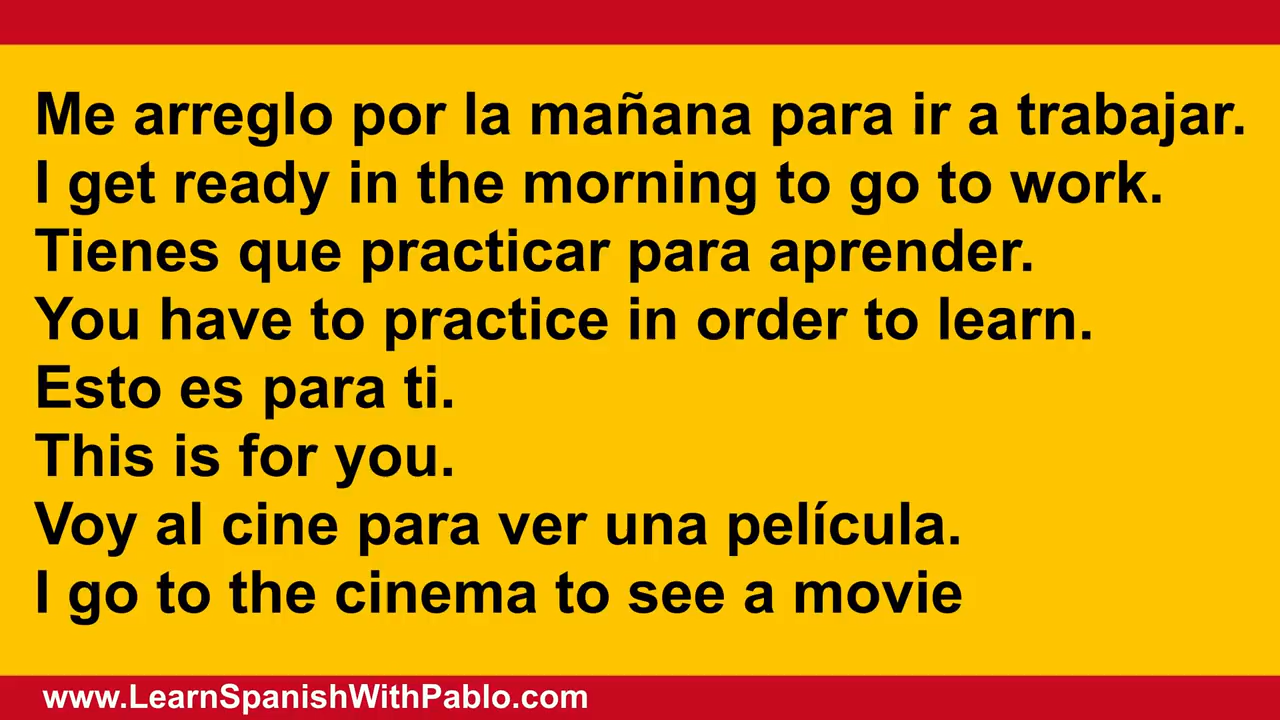 Me arreglo por la mañana para ir a trabajar.
I get ready in the morning to go to work.
Tienes que practicar para aprender.
You have to practice in order to learn.
Esto es para ti.
This is for you.
Voy al cine para ver una película.
I go to the cinema to see a movie
www.LearnSpanishWithPablo.com